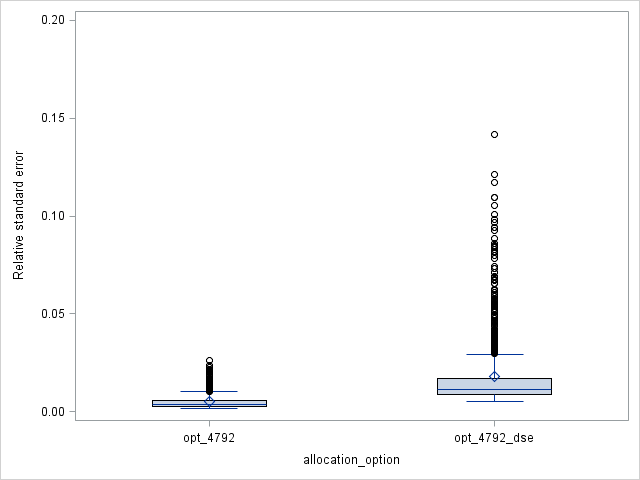 0.20
0.15
0.10
0.05
0.00
Relative standard error
opt_4792
opt_4792_dse
allocation_option